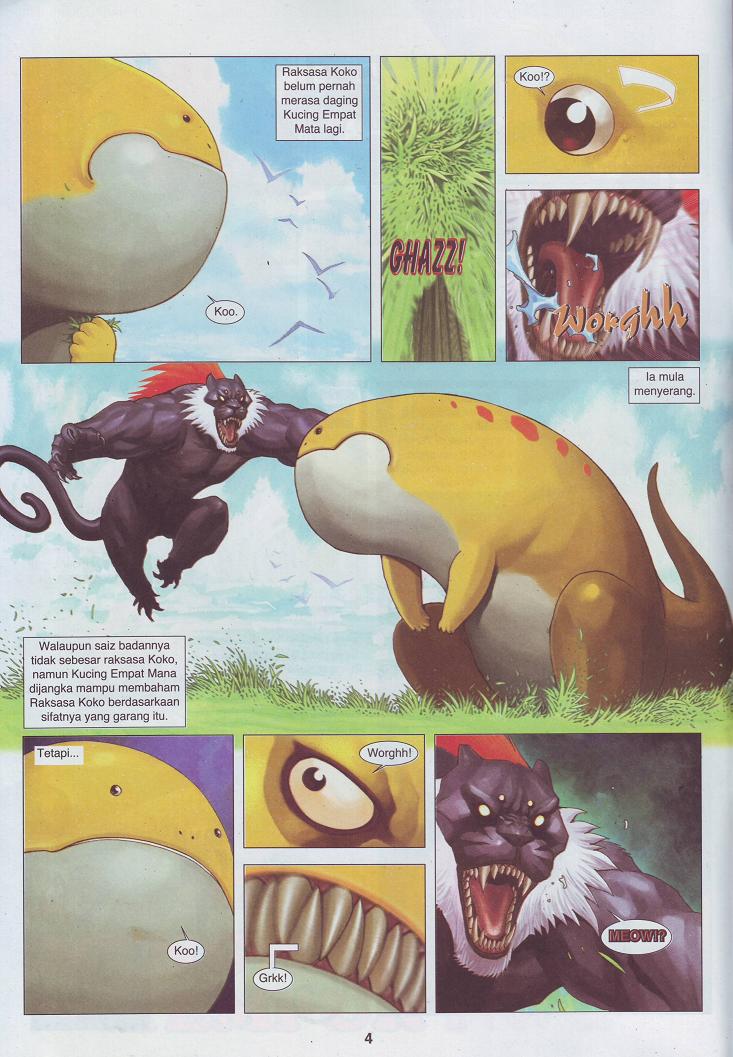 Raksasa Koko
belum pernah
merasa daging
Kucing Empat
Mata lagi.
Koo.
GHAZZ!
Koo!?
Worghh
Ia mula
menyerang.
Walaupun saiz badannya
tidak sebesar raksasa Koko,
namun Kucing Empat Mana
dijangka mampu membaham
Raksasa Koko berdasarkaan
sifatnya yang garang itu.
Tetapi...
Koo!
Worghh!
Grkk!
MEOW!?
4